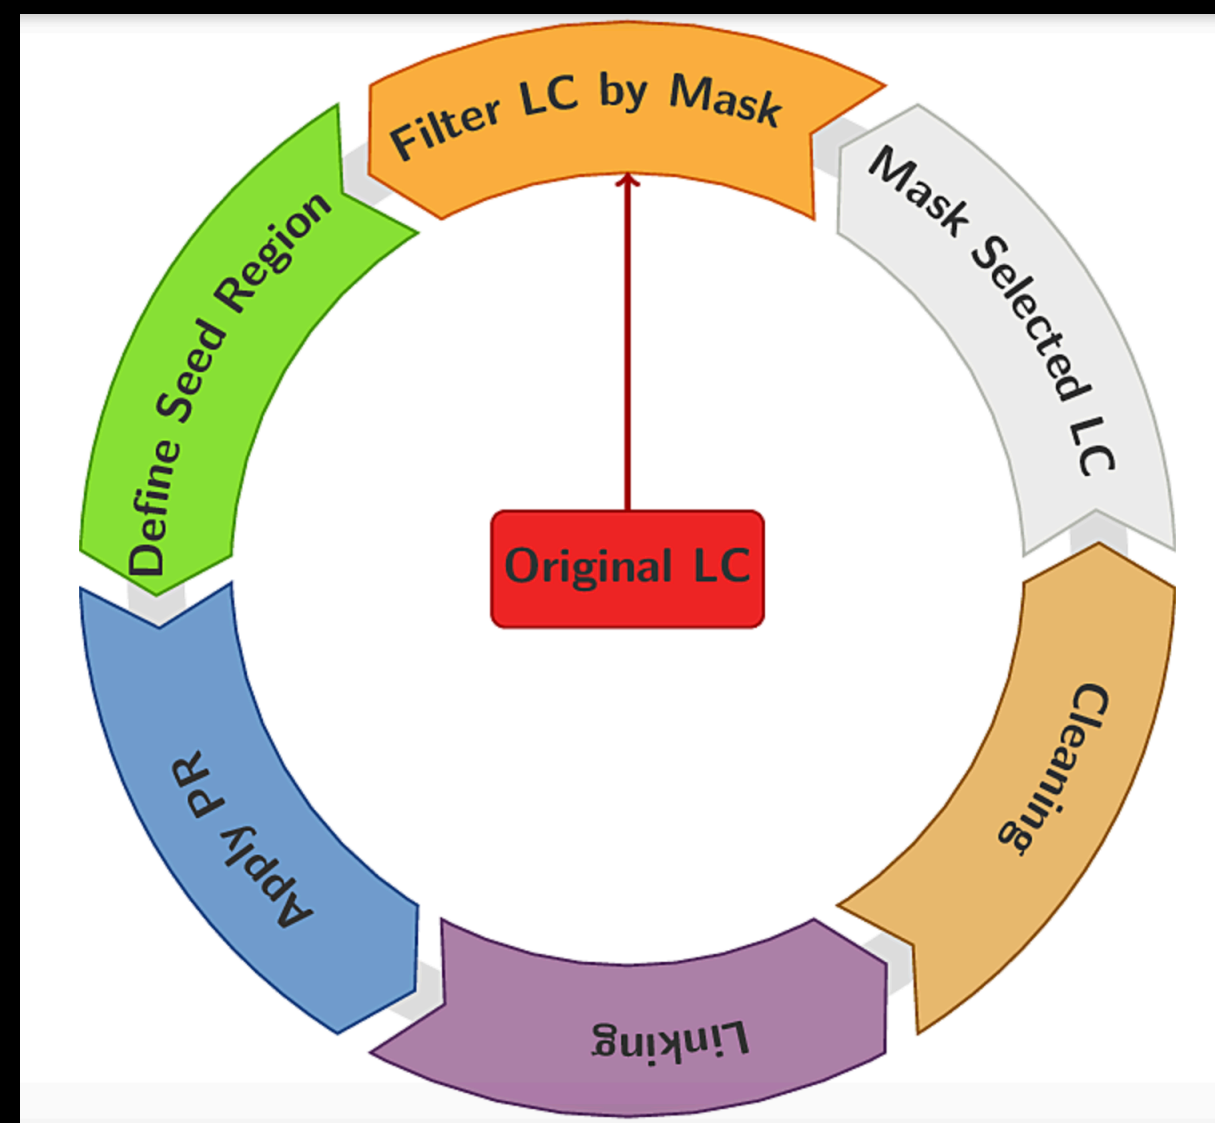 Filter LC by Mask
Mask Selected LC
Cleaning
Linking
Apply PR
Define Seed Region
Original LC